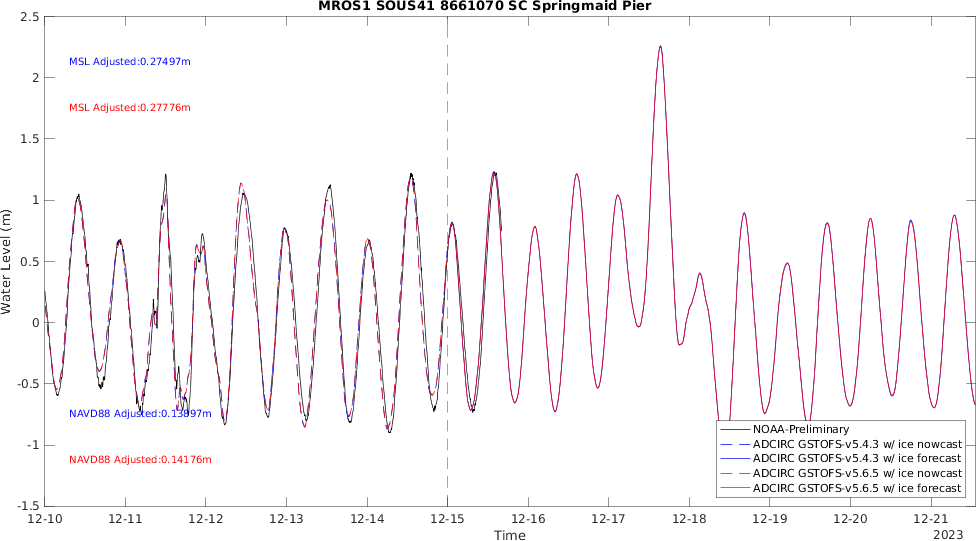 MROS1 SOUS41 8661070 SC Springmaid Pier
2.5
2
1.5
1
0.5
0
-0.5
-1
-1.5
Water Level (m)
MSL Adjusted:0.27497m
MSL Adjusted:0.27776m
NAVD88 Adjusted:0.13897m
NAVD88 Adjusted:0.14176m
NOAA-Preliminary
ADCIRC GSTOFS-v5.4.3 w/ ice nowcast
ADCIRC GSTOFS-v5.4.3 w/ ice forecast
ADCIRC GSTOFS-v5.6.5 w/ ice nowcast
ADCIRC GSTOFS-v5.6.5 w/ ice forecast
12-10 12-11 12-12 12-13 12-14 12-15 12-16 12-17 12-18 12-19 12-20 12-21
Time
2023